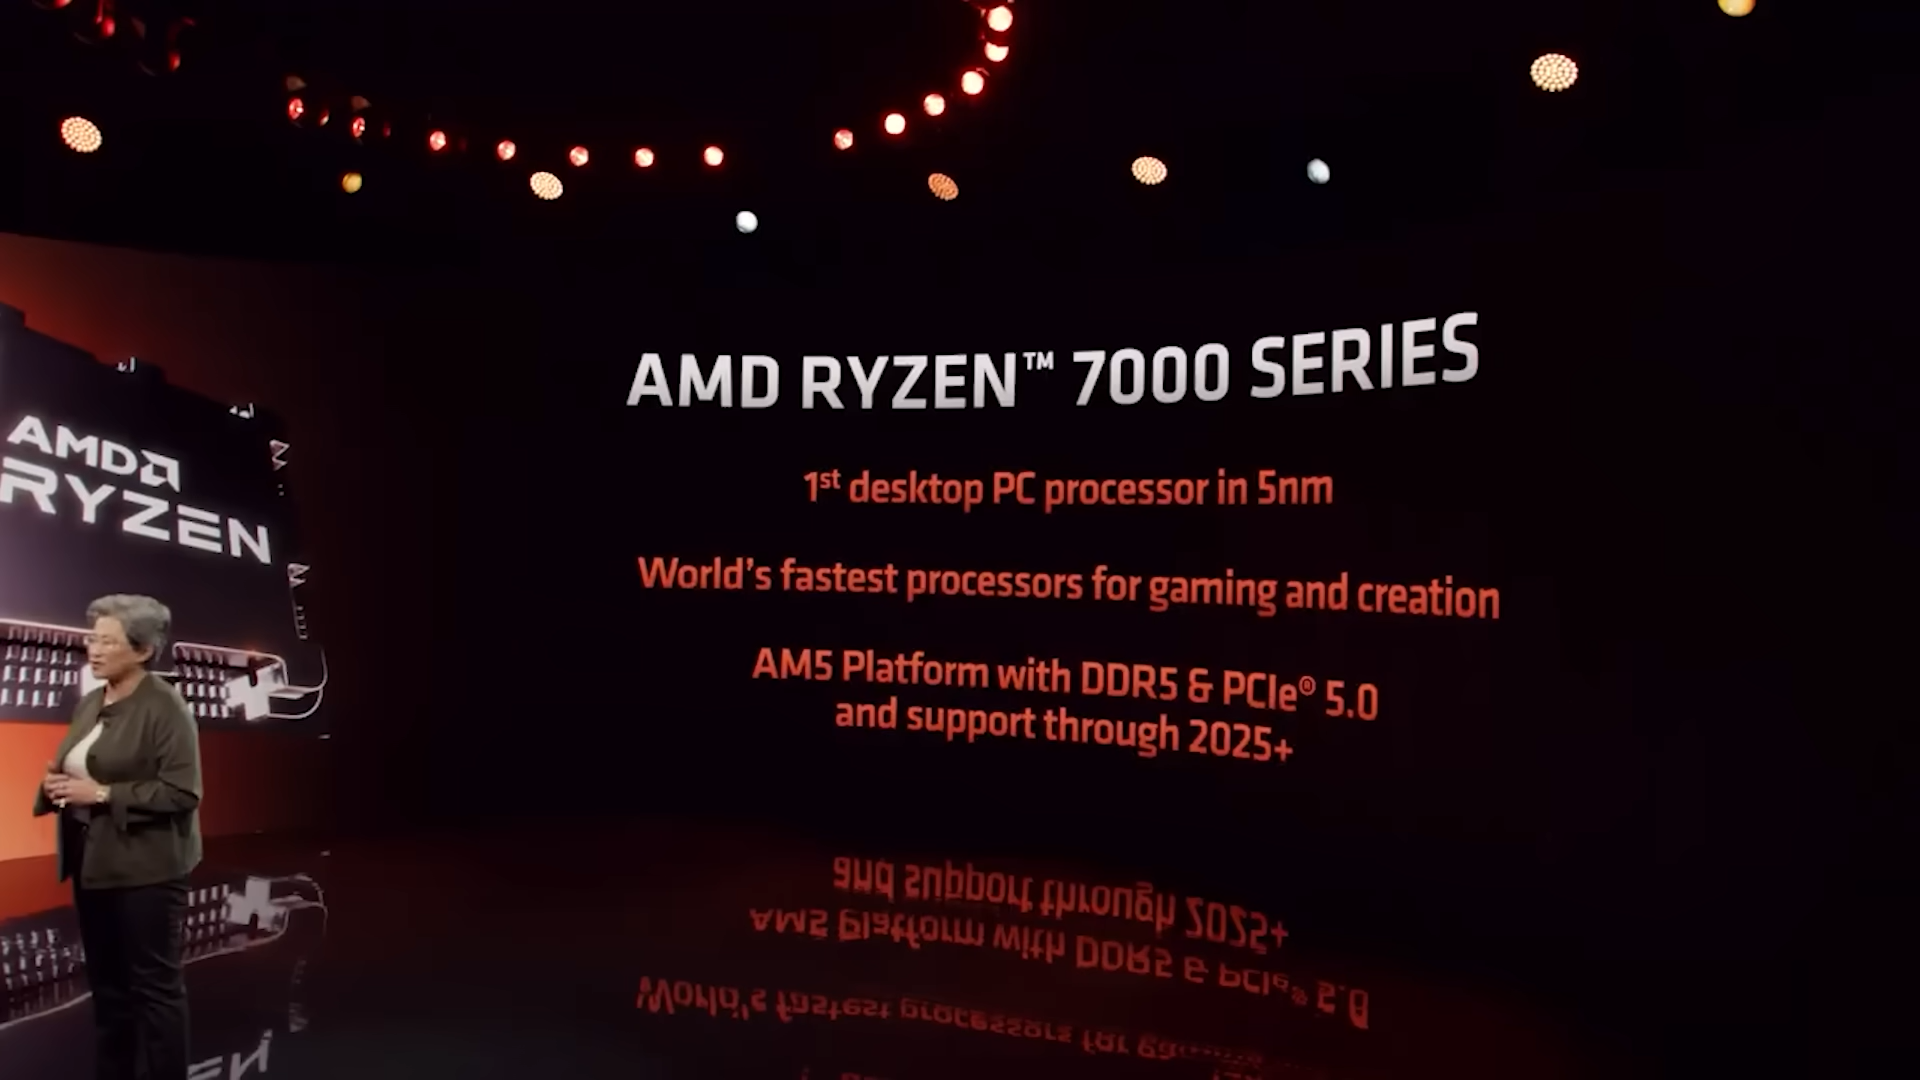 AMD RYZEN™ 7000 SERIES
1st desktop PC processor in 5nm
World's fastest processors for gaming and creation
AM5 Platform with DDR5 & PCIe® 5.0
and support through 2025+
AMD
RYZEN